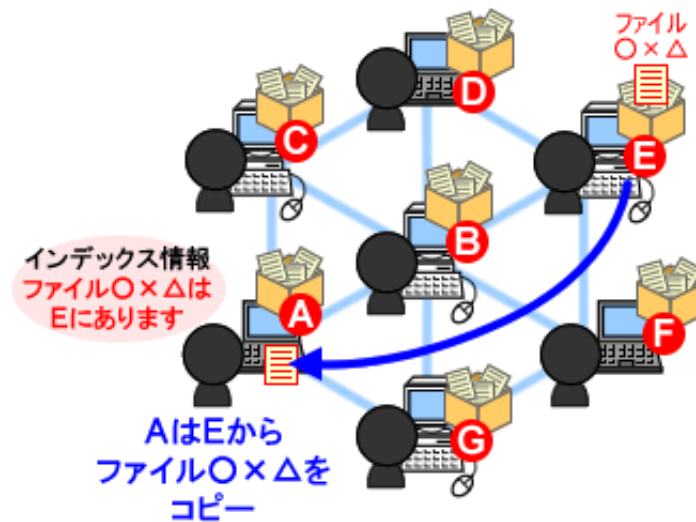 ファイル
○×△
D
C
E
B
インデックス情報
ファイル○×△は
Eにあります
A
F
AはEから
ファイル○×△を
コピー
G